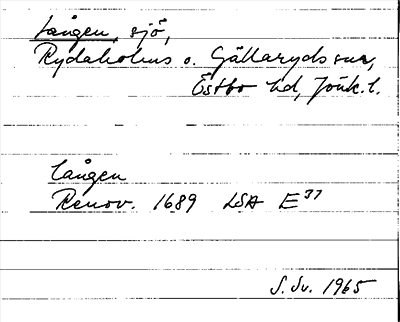 Lången, sjö,
Rydaholms o. Gällaryds snr,
Östbo hd, Jönk. l.
Lången
Renov. 1689 LSA E 77
S. Sv. 1965